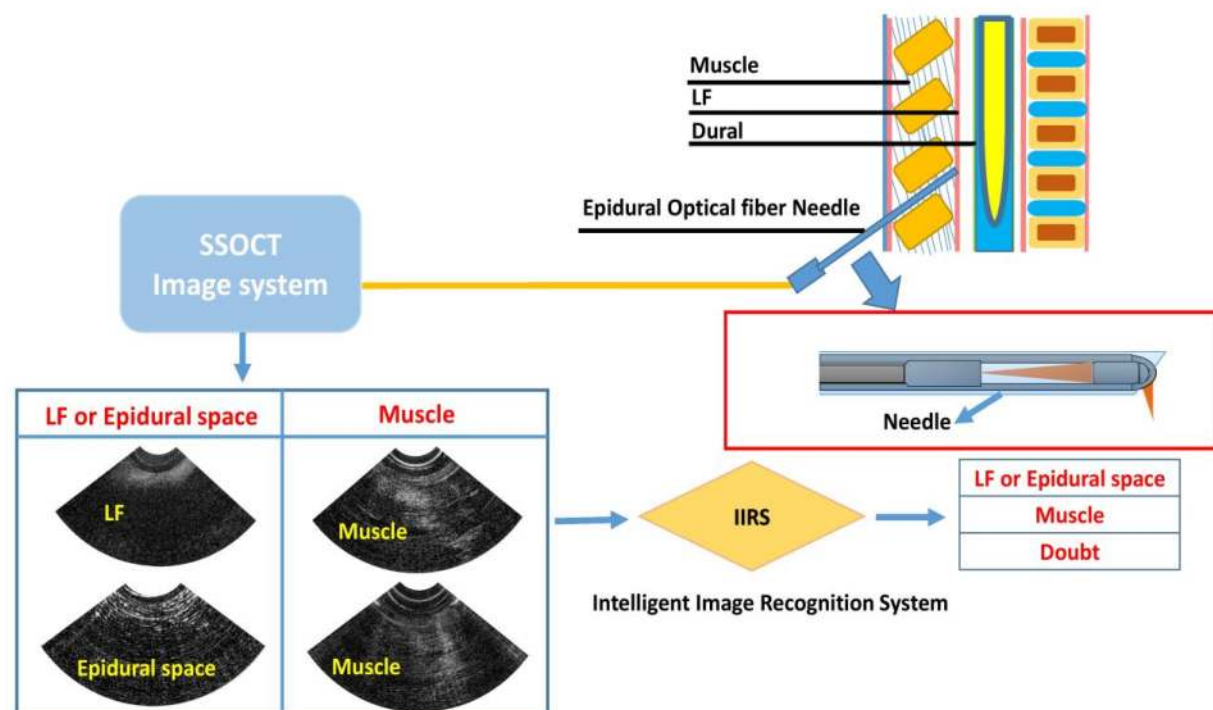 Muscle
LF
Dural
Epidural Optical fiber Needle
SSOCT
Image system
Needle
LF or Epidural space
Muscle
LF
Muscle
Epidural space
Muscle
IIRS
Intelligent Image Recognition System
LF or Epidural space
Muscle
Doubt